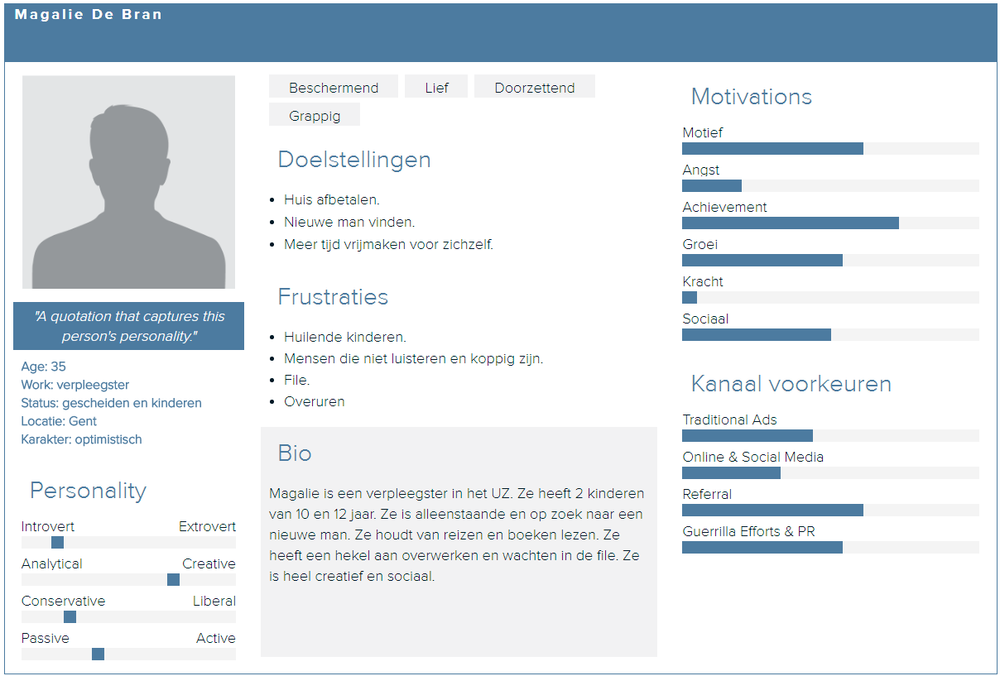 Magalie De Bran
"A quotation that captures this
person's personality."
Age: 35
Work: verpleegster
Status: gescheiden en kinderen
Locatie: Gent
Karakter: optimistisch
Personality
Introvert Extrovert
Analytical Creative
Conservative Liberal
Passive Active
Beschermend Lief Doorzettend
Grappig
Doelstellingen
• Huis afbetalen.
• Nieuwe man vinden.
• Meer tijd vrijmaken voor zichzelf.
Frustraties
• Huilende kinderen.
• Mensen die niet luisteren en koppig zijn.
• File.
• Overuren
Bio
Magalie is een verpleegster in het UZ. Ze heeft 2 kinderen
van 10 en 12 jaar. Ze is alleenstaande en op zoek naar een
nieuwe man. Ze houdt van reizen en boeken lezen. Ze
heeft een hekel aan overwerken en wachten in de file. Ze
is heel creatief en sociaal.
Motivations
Motief
Angst
Achievement
Groei
Kracht
Sociaal
Kanaal voorkeuren
Traditional Ads
Online & Social Media
Referral
Guerrilla Efforts & PR